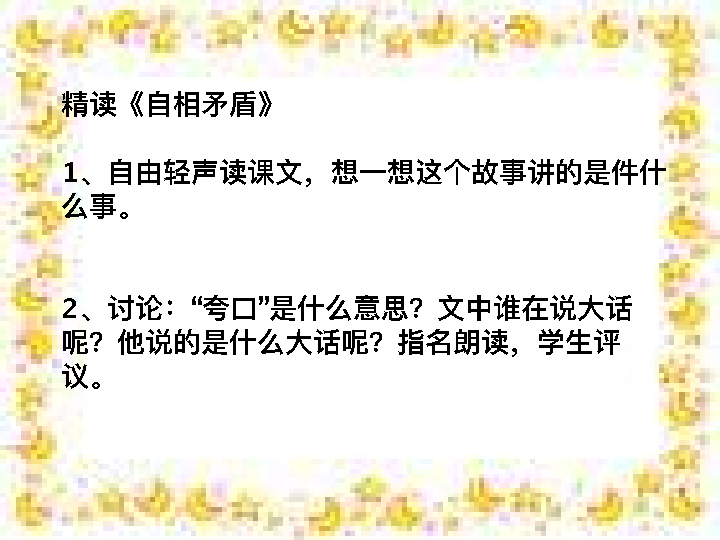 精读《自相矛盾》
1、自由轻声读课文，想一想这个故事讲的是件什
么事。
2、讨论：“夸口”是什么意思？文中谁在说大话
呢？他说的是什么大话呢？指名朗读，学生评
议。